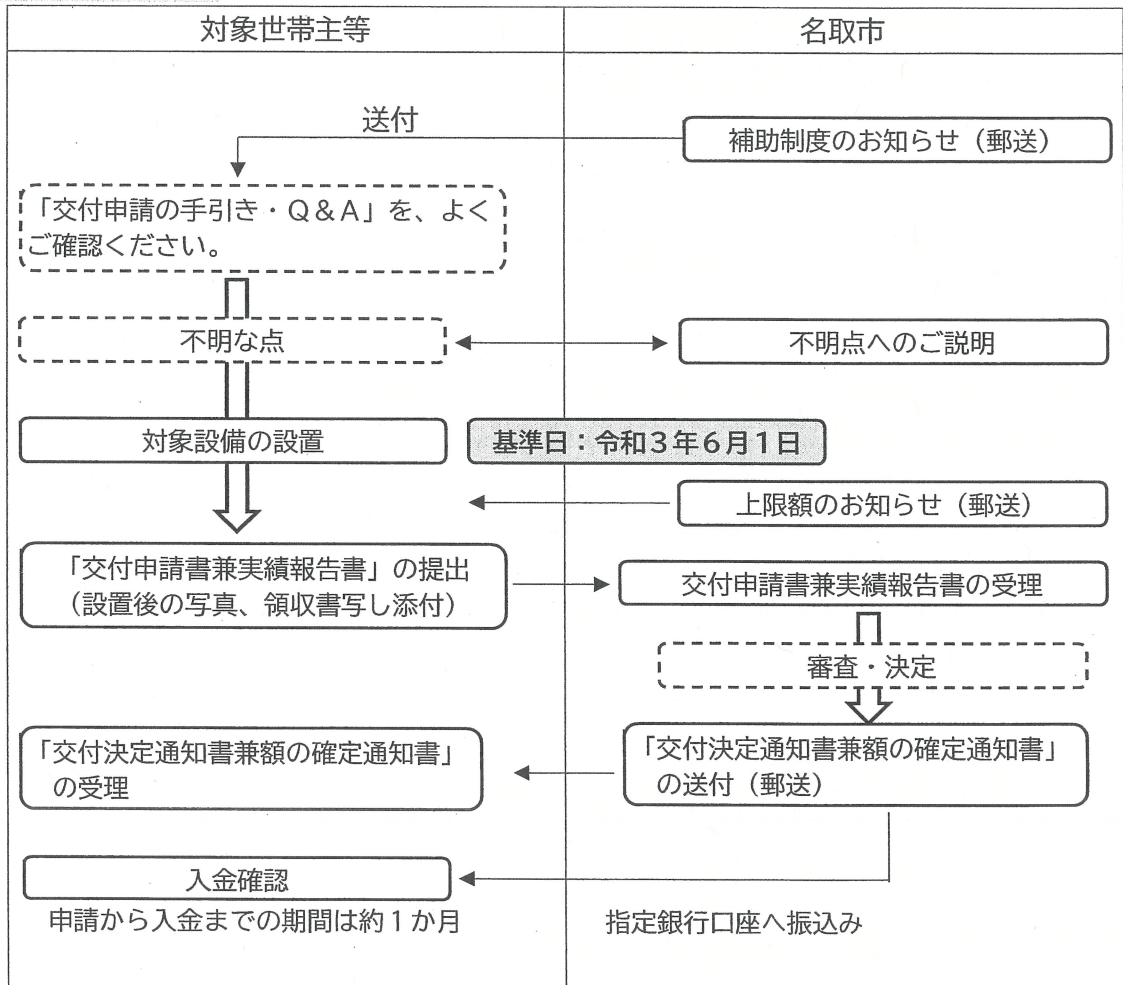 対象世帯主等
名取市
送付
補助制度のお知らせ（郵送）
「交付申請の手引き・Ｑ＆Ａ」を、よく
ご確認ください。
不明な点
不明点へのご説明
対象設備の設置
基準日：令和３年６月１日
上限額のお知らせ（郵送）
「交付申請書兼実績報告書」の提出
（設置後の写真、領収書写し添付）
交付申請書兼実績報告書の受理
審査・決定
「交付決定通知書兼額の確定通知書」
の受理
「交付決定通知書兼額の確定通知書」
の送付（郵送）
入金確認
申請から入金までの期間は約１か月
指定銀行口座へ振込み